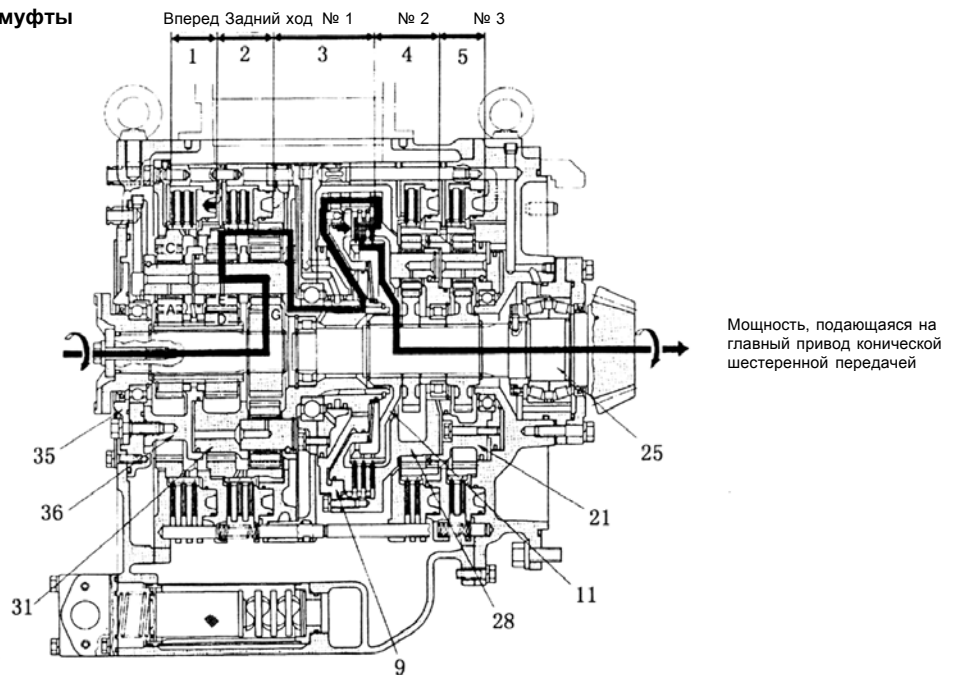 муфты
Вперед Задний ход № 1 № 2 № 3
1 2 3 4 5
C
A
E
D
G
Мощность, подающаяся на
главный привод конической
шестеренной передачей
35
36
31
25
21
11
28
9